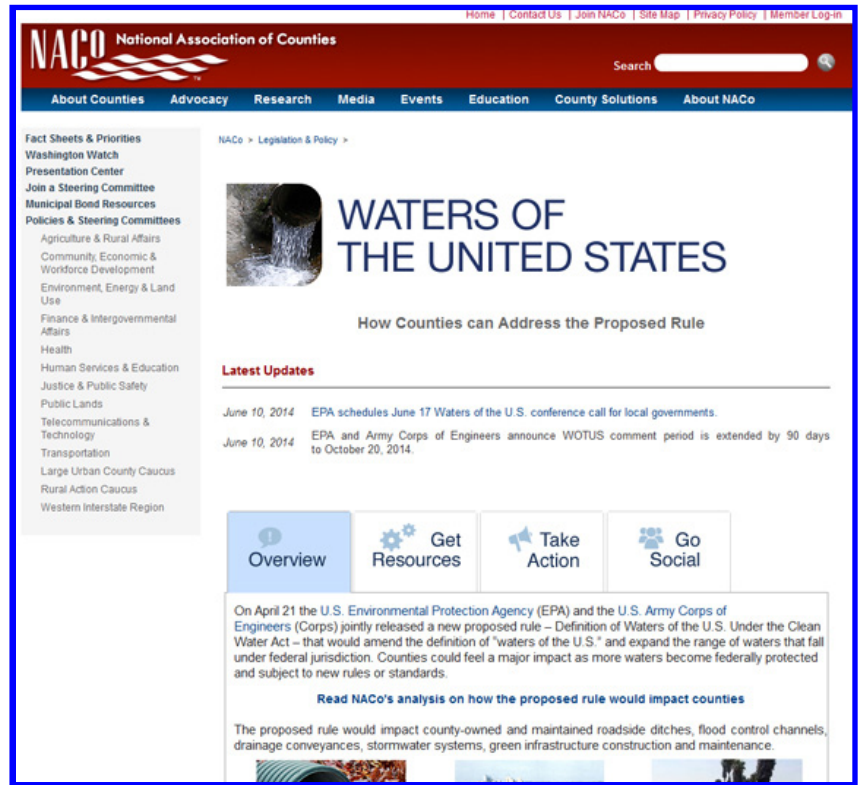 Home | Contact Us | Join NACo | Site Map | Privacy Policy | Member Log-in
NACO National Association of Counties
TM
Search
About Counties Advocacy Research Media Events Education County Solutions About NACo
Fact Sheets & Priorities
Washington Watch
Presentation Center
Join a Steering Committee
Municipal Bond Resources
Policies & Steering Committees
Agriculture & Rural Affairs
Community, Economic &
Workforce Development
Environment, Energy & Land
Use
Finance & Intergovernmental
Affairs
Health
Human Services & Education
Justice & Public Safety
Public Lands
Telecommunications &
Technology
Transportation
Large Urban County Caucus
Rural Action Caucus
Western Interstate Region
NACo > Legislation & Policy >
WATERS OF
THE UNITED STATES
How Counties can Address the Proposed Rule
Latest Updates
June 10, 2014 EPA schedules June 17 Waters of the U.S. conference call for local governments.
June 10, 2014 EPA and Army Corps of Engineers announce WOTUS comment period is extended by 90 days
to October 20, 2014.
Overview
Get
Resources
Take
Action
Go
Social
On April 21 the U.S. Environmental Protection Agency (EPA) and the U.S. Army Corps of
Engineers (Corps) jointly released a new proposed rule – Definition of Waters of the U.S. Under the Clean
Water Act – that would amend the definition of "waters of the U.S." and expand the range of waters that fall
under federal jurisdiction. Counties could feel a major impact as more waters become federally protected
and subject to new rules or standards.
Read NACo's analysis on how the proposed rule would impact counties
The proposed rule would impact county-owned and maintained roadside ditches, flood control channels,
drainage conveyances, stormwater systems, green infrastructure construction and maintenance.